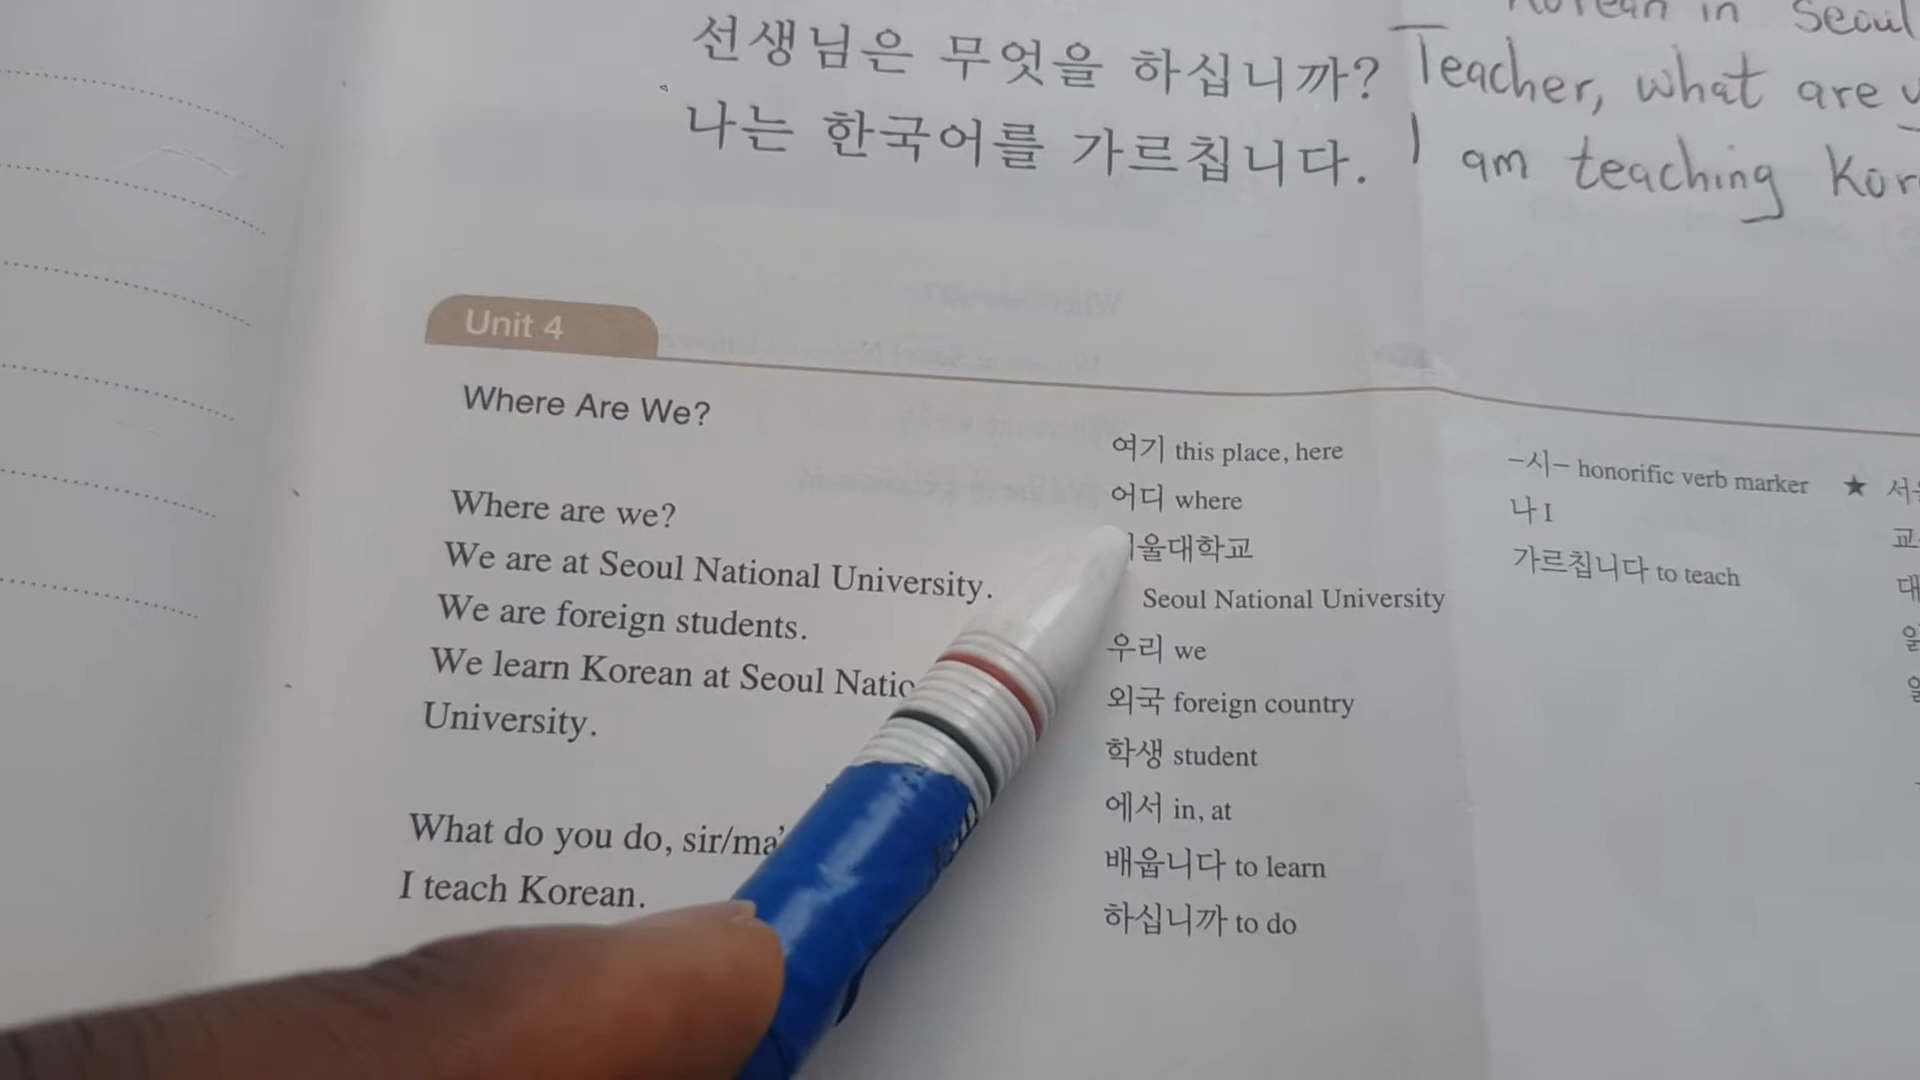 Korean in Seoul
선생님은 무엇을 하십니까? Teacher, what are
나는 한국어를 가르칩니다. I am teaching
Unit 4
Where Are We?
Where are we?
We are at Seoul National University.
We are foreign students.
We learn Korean at Seoul
University.
What do you do,
I teach Korean.
여기 this place, here
어디 where
울대학교
Seoul National University
우리 we
외국 foreign country
학생 student
에서 in, at
배웁니다 to learn
하십니까 to do
–시– honorific verb marker
나 I
가르칩니다 to teach
★